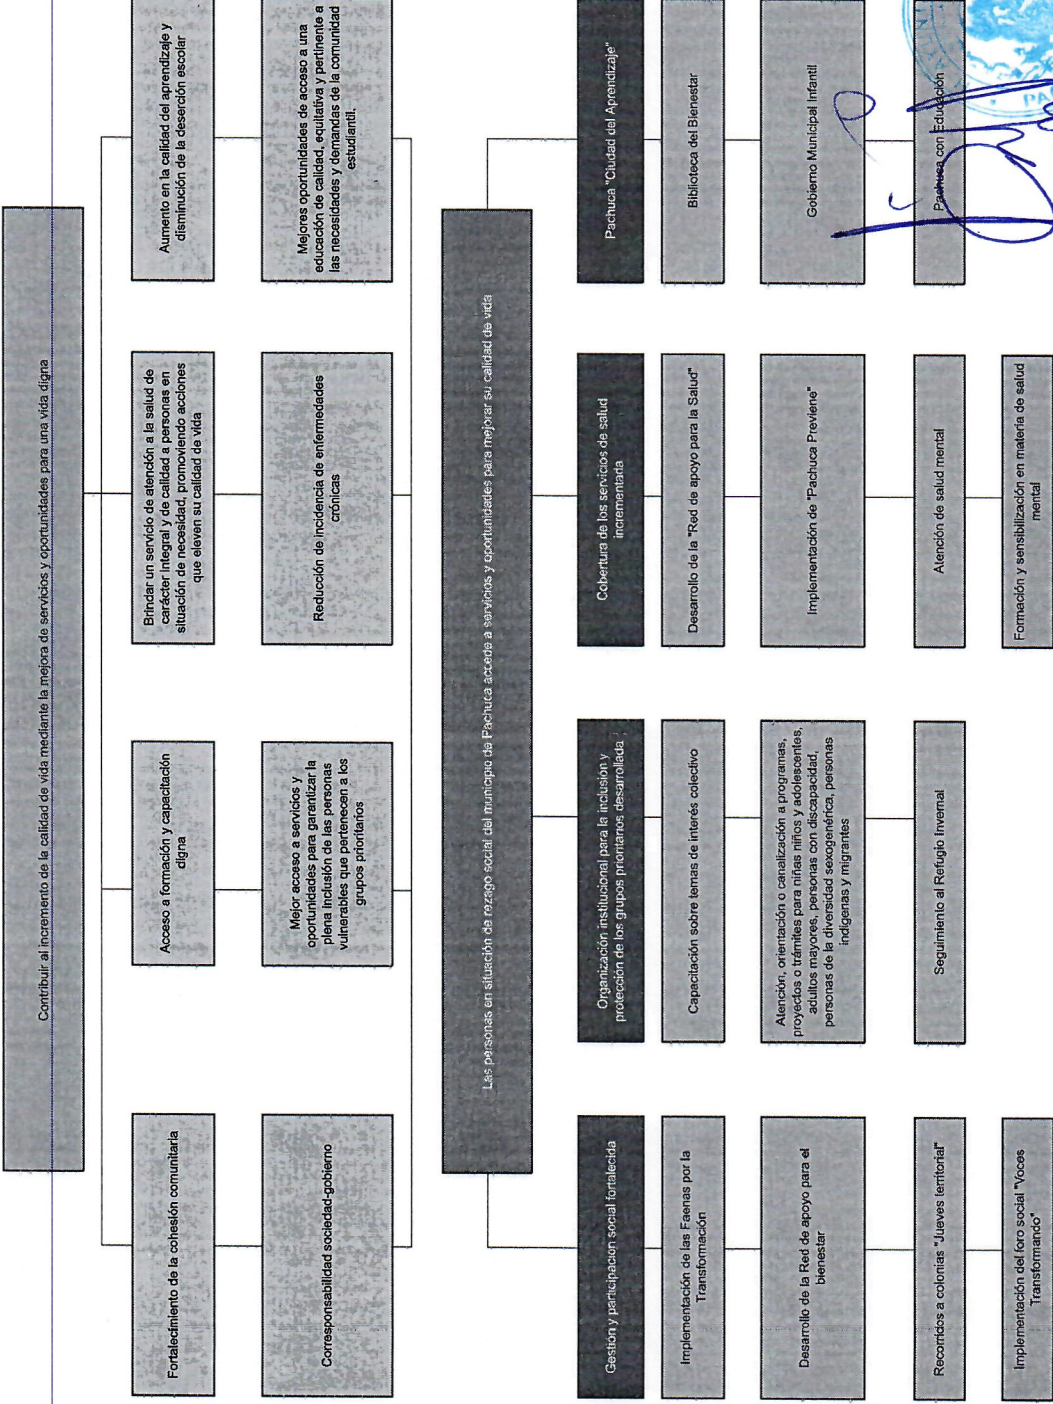 Contribuir al incremento de la calidad de vida mediante la mejora de servicios y oportunidades para una vida digna
Fortalecimiento de la cohesión comunitaria
Acceso a formación y capacitación
digna
Brindar un servicio de atención a la salud de
carácter integral y de calidad a personas en
situación de necesidad, promoviendo acciones
que eleven su calidad de vida
Aumento en la calidad del aprendizaje y
disminución de la deserción escolar
Corresponsabilidad sociedad-gobierno
Mejor acceso a servicios y
oportunidades para garantizar la
plena inclusión de las personas
vulnerables que pertenecen a los
grupos prioritarios
Reducción de incidencia de enfermedades
crónicas
Mejores oportunidades de acceso a una
educación de calidad, equitativa y pertinente a
las necesidades y demandas de la comunidad
estudiantil.
Las personas en situación de rezago social del municipio de Pachuca accede a servicios y oportunidades para mejorar su calidad de vida
Gestión y participación social fortalecida
Organización institucional para la inclusión y
protección de los grupos prioritarios desarrollada
Cobertura de los servicios de salud
incrementada
Pachuca "Ciudad del Aprendizaje"
Implementación de las Faenas por la
Transformación
Capacitación sobre temas de interés colectivo
Desarrollo de la "Red de apoyo para la Salud"
Biblioteca del Bienestar
Desarrollo de la Red de apoyo para el
bienestar
Atención, orientación o canalización a programas,
proyectos o trámites para niñas niños y adolescentes,
adultos mayores, personas con discapacidad,
personas de la diversidad sexogenérica, personas
indígenas y migrantes
Implementación de "Pachuca Previene"
Gobierno Municipal Infantil
Recorridos a colonias "Jueves territorial"
Seguimiento al Refugio Invernal
Atención de salud mental
Pachuca con Educación
Implementación del foro social "Voces
Transformando"
Formación y sensibilización en materia de salud
mental